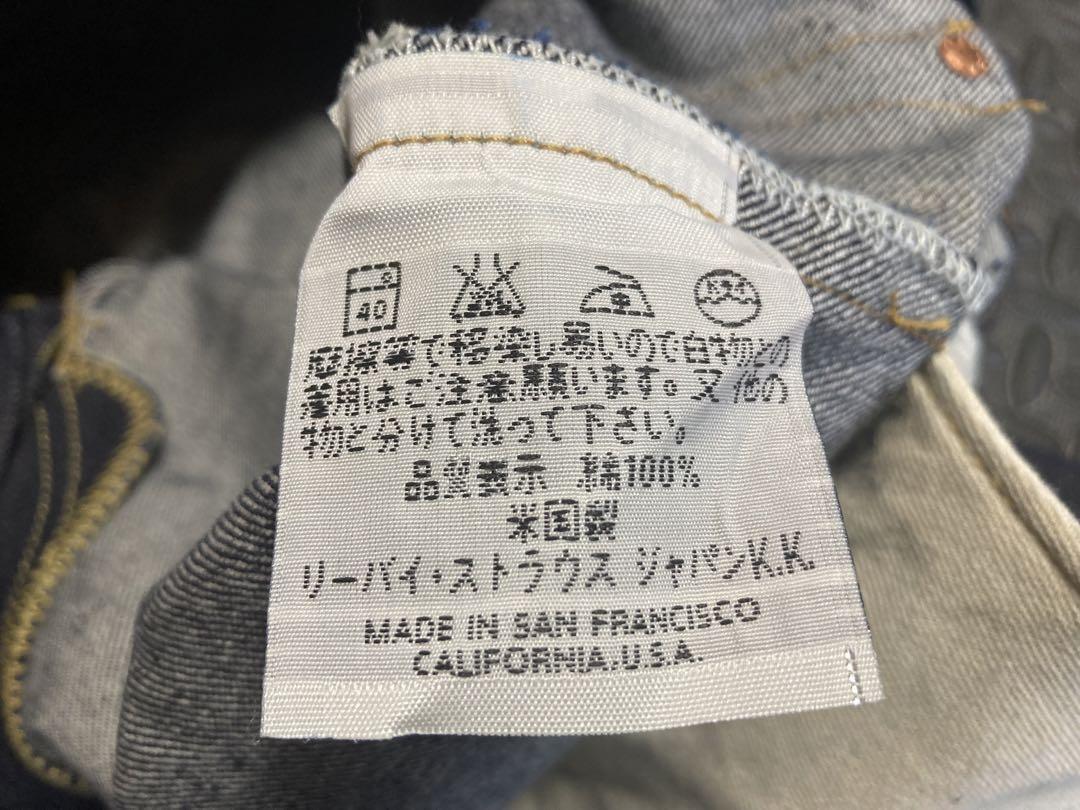 40
摩擦等で移染し易いので白物との
着用はご注意願います。又、他の
物と分けて洗って下さい。
品質表示 綿100%
米国製
リーバイ・ストラウス ジャパンK.K.
MADE IN SAN FRANCISCO
CALIFORNIA.U.S.A.